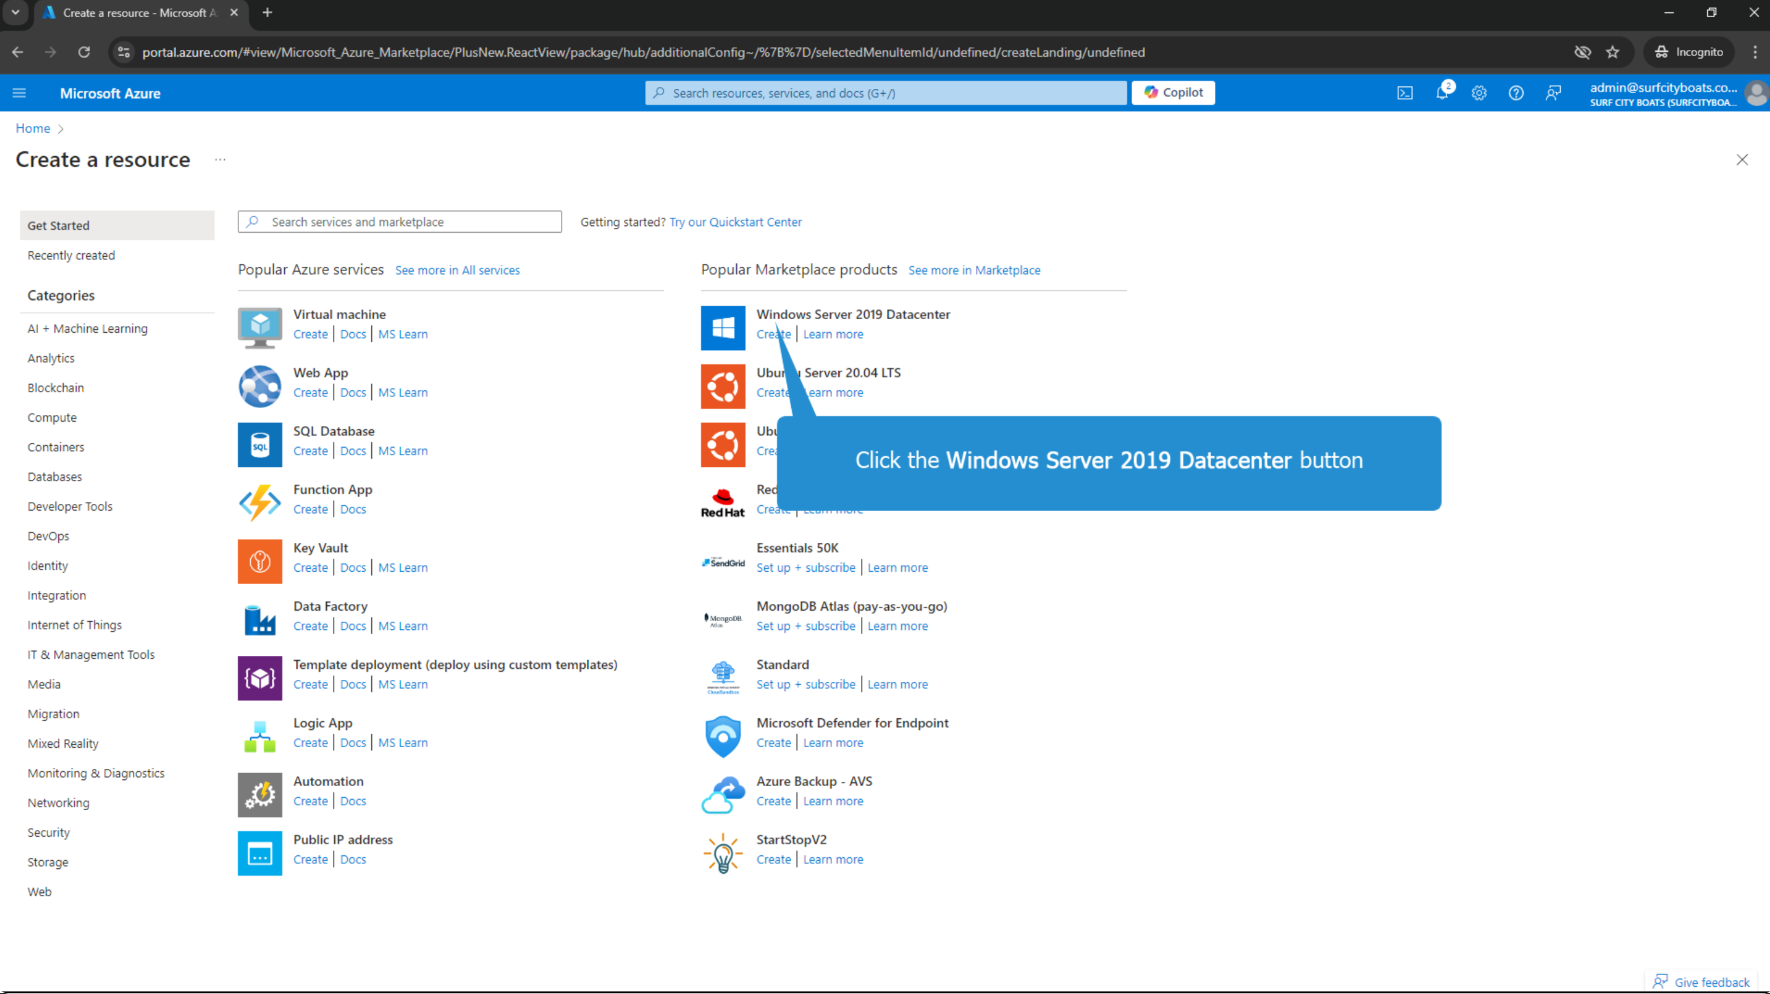 Create a resource - Microsoft A
portal.azure.com/#view/Microsoft_Azure_Marketplace/PlusNew.ReactView/package/hub/additionalConfig~/%7B%7D/selectedMenuItemId/undefined/createLanding/undefined
Incognito
Microsoft Azure
Search resources, services, and docs (G+/)
Copilot
2
admin@surfcityboats.co...
SURF CITY BOATS (SURFCITYBOA...
Home
Create a resource
...
Get Started
Recently created
Categories
AI + Machine Learning
Analytics
Blockchain
Compute
Containers
Databases
Developer Tools
DevOps
Identity
Integration
Internet of Things
IT & Management Tools
Media
Migration
Mixed Reality
Monitoring & Diagnostics
Networking
Security
Storage
Web
Search services and marketplace
Getting started? Try our Quickstart Center
Popular Azure services See more in All services
Virtual machine
Create | Docs | MS Learn
Web App
Create | Docs | MS Learn
SQL
SQL Database
Create | Docs | MS Learn
Function App
Create | Docs
Key Vault
Create | Docs | MS Learn
Data Factory
Create | Docs | MS Learn
Template deployment (deploy using custom templates)
Create | Docs | MS Learn
Logic App
Create | Docs | MS Learn
Automation
Create | Docs
Public IP address
Create | Docs
Popular Marketplace products See more in Marketplace
Windows Server 2019 Datacenter
Create | Learn more
Server 20.04 LTS
Create Learn more
Click the Windows Server 2019 Datacenter button
Red Hat
Red
Create | Learn more
SendGrid
Essentials 50K
Set up + subscribe | Learn more
MongoDB
Atlas
MongoDB Atlas (pay-as-you-go)
Set up + subscribe | Learn more
Standard
Set up + subscribe | Learn more
Microsoft Defender for Endpoint
Create | Learn more
Azure Backup - AVS
Create | Learn more
StartStopV2
Create | Learn more
Give feedback